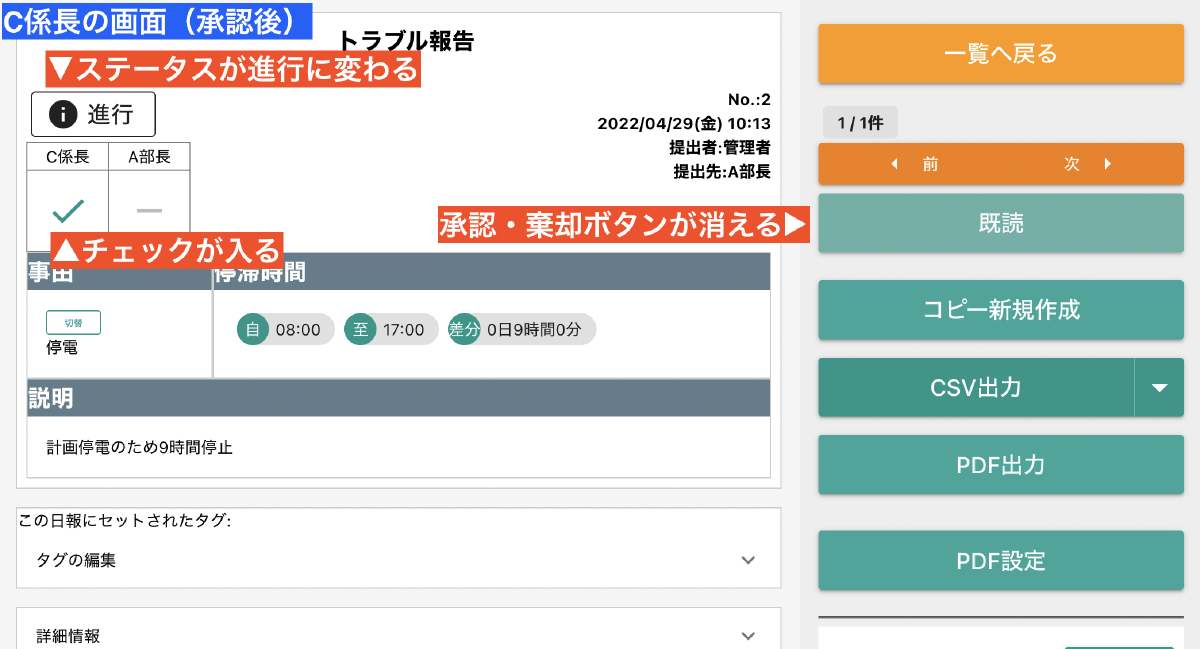 C係長の画面（承認後）
トラブル報告
▼ステータスが進行に変わる
進行
No.:2
2022/04/29(金) 10:13
提出者:管理者
提出先:A部長
C係長
A部長
▲チェックが入る
承認・棄却ボタンが消える▶
事由
停滞時間
切替
停電
自
08:00
至
17:00
差分
0日9時間0分
説明
計画停電のため9時間停止
この日報にセットされたタグ:
タグの編集
詳細情報
一覧へ戻る
1 / 1件
前
次
既読
コピー新規作成
CSV出力
PDF出力
PDF設定